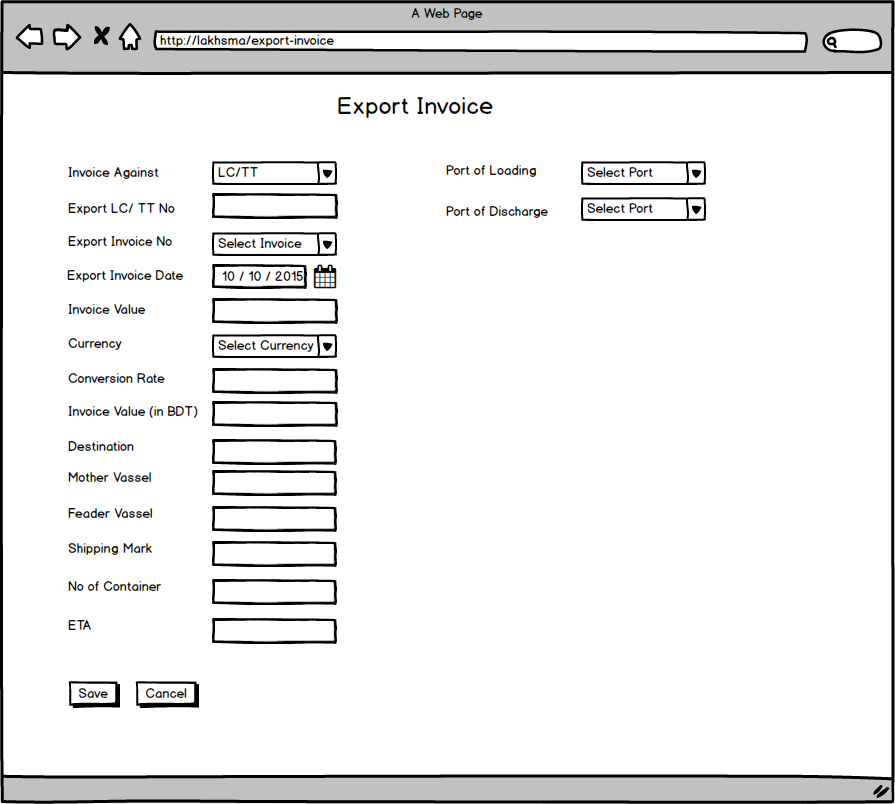 A Web Page
http://lakhsma/export-invoice
Export Invoice
Invoice Against LC/TT
Export LC/ TT No
Export Invoice No Select Invoice
Export Invoice Date 10 / 10 / 2015
Invoice Value
Currency Select Currency
Conversion Rate
Invoice Value (in BDT)
Destination
Mother Vassel
Feader Vassel
Shipping Mark
No of Container
ETA
Port of Loading Select Port
Port of Discharge Select Port
Save Cancel